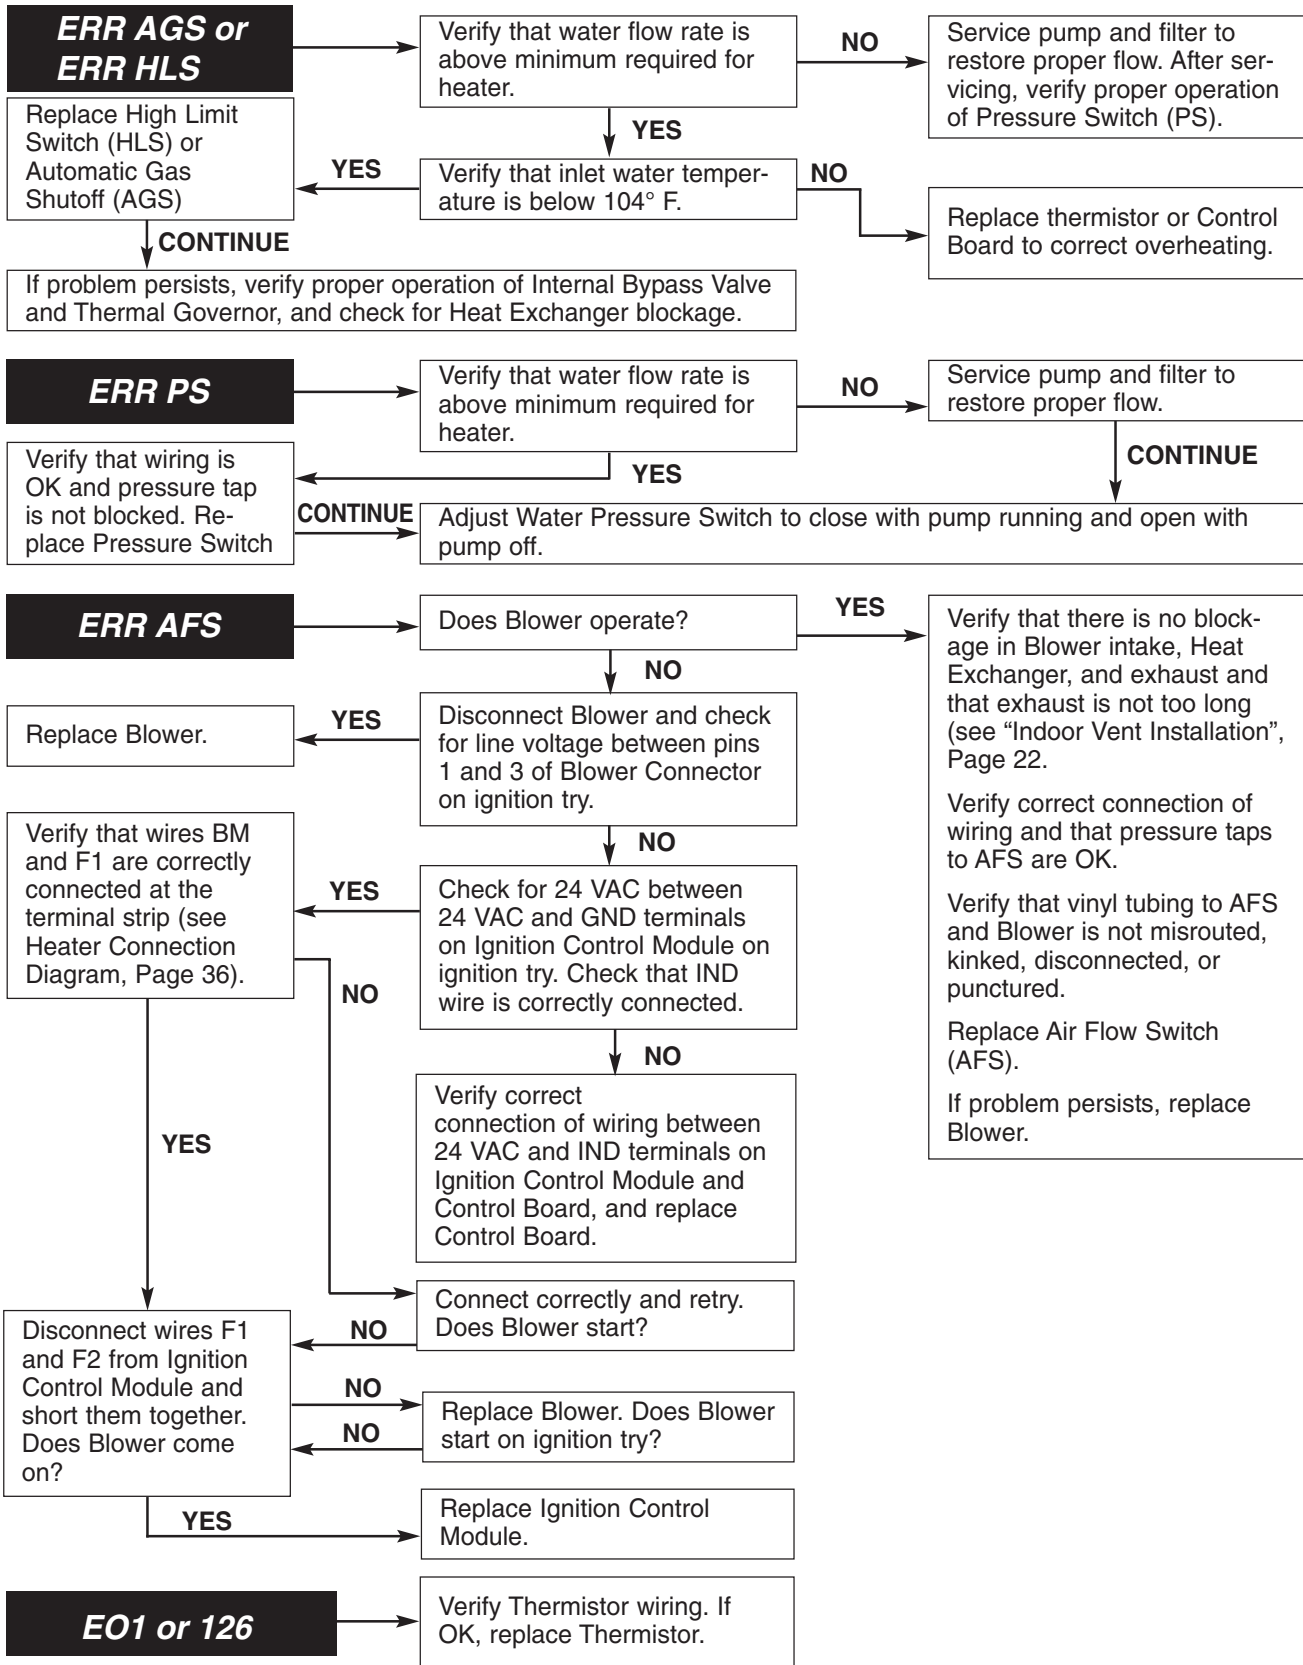 ERR AGS or
ERR HLS
Verify that water flow rate is
above minimum required for
heater.
NO
Service pump and filter to
restore proper flow. After ser-
vicing, verify proper operation
of Pressure Switch (PS).
YES
Replace High Limit
Switch (HLS) or
Automatic Gas
Shutoff (AGS)
YES
Verify that inlet water temper-
ature is below 104° F.
NO
Replace thermistor or Control
Board to correct overheating.
CONTINUE
If problem persists, verify proper operation of Internal Bypass Valve
and Thermal Governor, and check for Heat Exchanger blockage.
ERR PS
Verify that water flow rate is
above minimum required for
heater.
NO
Service pump and filter to
restore proper flow.
CONTINUE
YES
Verify that wiring is
OK and pressure tap
is not blocked. Re-
place Pressure Switch
CONTINUE
Adjust Water Pressure Switch to close with pump running and open with
pump off.
ERR AFS
Does Blower operate?
YES
Verify that there is no block-
age in Blower intake, Heat
Exchanger, and exhaust and
that exhaust is not too long
(see “Indoor Vent Installation”,
Page 22.
Verify correct connection of
wiring and that pressure taps
to AFS are OK.
Verify that vinyl tubing to AFS
and Blower is not misrouted,
kinked, disconnected, or
punctured.
Replace Air Flow Switch
(AFS).
If problem persists, replace
Blower.
NO
Replace Blower.
YES
Disconnect Blower and check
for line voltage between pins
1 and 3 of Blower Connector
on ignition try.
NO
Verify that wires BM
and F1 are correctly
connected at the
terminal strip (see
Heater Connection
Diagram, Page 36).
YES
Check for 24 VAC between
24 VAC and GND terminals
on Ignition Control Module on
ignition try. Check that IND
wire is correctly connected.
NO
NO
Verify correct
connection of wiring between
24 VAC and IND terminals on
Ignition Control Module and
Control Board, and replace
Control Board.
YES
Connect correctly and retry.
Does Blower start?
NO
Disconnect wires F1
and F2 from Ignition
Control Module and
short them together.
Does Blower come
on?
NO
NO
Replace Blower. Does Blower
start on ignition try?
YES
Replace Ignition Control
Module.
EO1 or 126
Verify Thermistor wiring. If
OK, replace Thermistor.